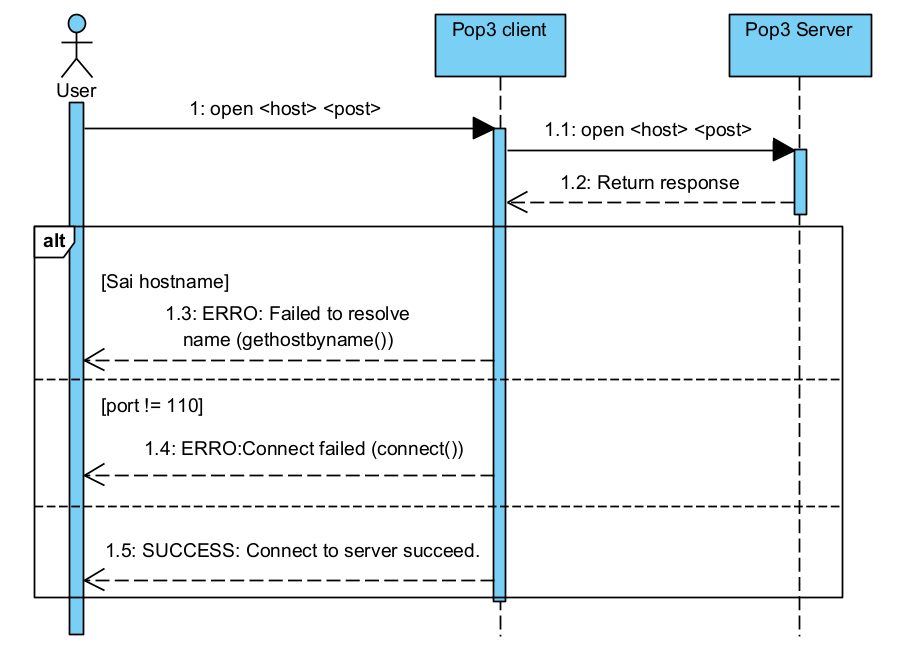 Pop3 client
Pop3 Server
User
1: open <host> <post>
1.1: open <host> <post>
1.2: Return response
alt
[Sai hostname]
1.3: ERRO: Failed to resolve
name (gethostbyname())
[port != 110]
1.4: ERRO:Connect failed (connect())
1.5: SUCCESS: Connect to server succeed.